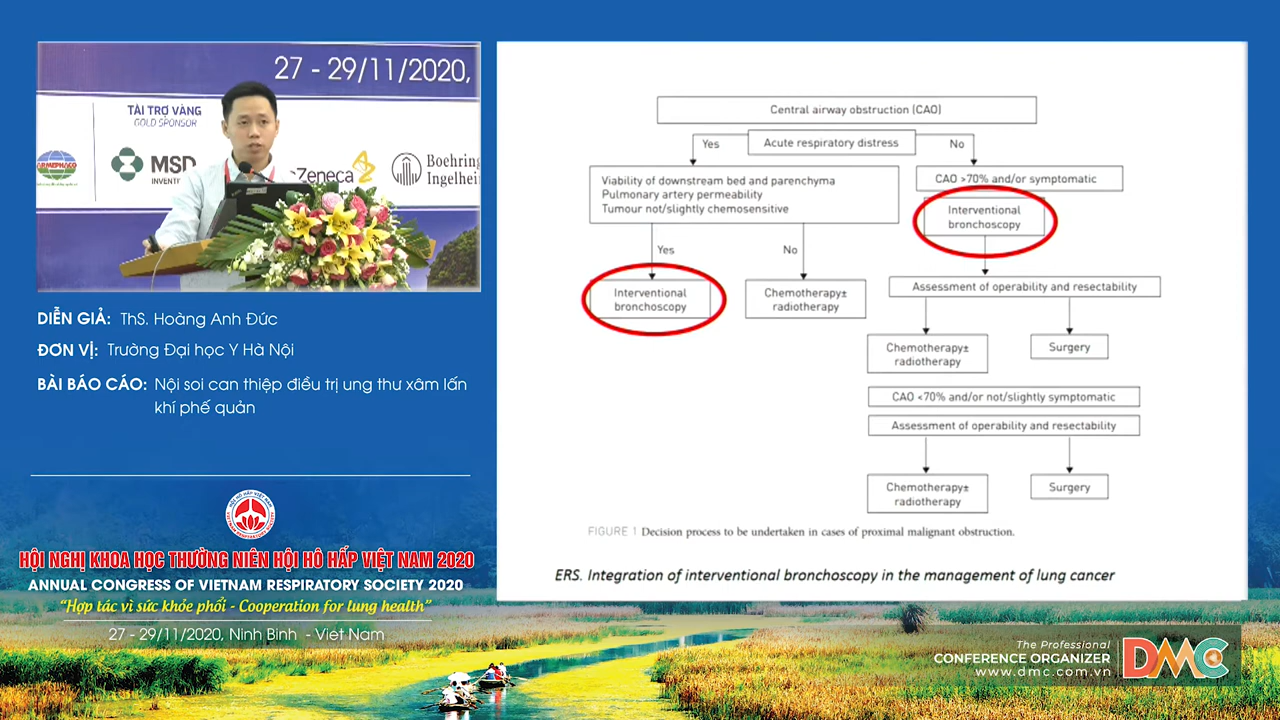 27 - 29/11/2020,
TÀI TRỢ VÀNG
GOLD SPONSOR
ARMEPHACO
MSD
INVENTI
Zeneca
Boehring
Ingelheim
DIỄN GIẢ: ThS. Hoàng Anh Đức
ĐƠN VỊ: Trường Đại học Y Hà Nội
BÀI BÁO CÁO: Nội soi can thiệp điều trị ung thư xâm lấn
khí phế quản
HỘI NGHỊ KHOA HỌC THƯỜNG NIÊN HỘI HÔ HẤP VIỆT NAM 2020
ANNUAL CONGRESS OF VIETNAM RESPIRATORY SOCIETY 2020
“Hợp tác vì sức khỏe phổi - Cooperation for lung health”
27 - 29/11/2020, Ninh Bình - Viet Nam
Central airway obstruction (CAO)
Yes
Acute respiratory distress
No
Viability of downstream bed and parenchyma
Pulmonary artery permeability
Tumour not/slightly chemosensitive
CAO >70% and/or symptomatic
Interventional
bronchoscopy
Yes
No
Interventional
bronchoscopy
Chemotherapy±
radiotherapy
Assessment of operability and resectability
Chemotherapy±
radiotherapy
Surgery
CAO <70% and/or not/slightly symptomatic
Assessment of operability and resectability
Chemotherapy±
radiotherapy
Surgery
FIGURE 1 Decision process to be undertaken in cases of proximal malignant obstruction.
ERS. Integration of interventional bronchoscopy in the management of lung cancer
The Professional
CONFERENCE ORGANIZER
www.dmc.com.vn
DMC